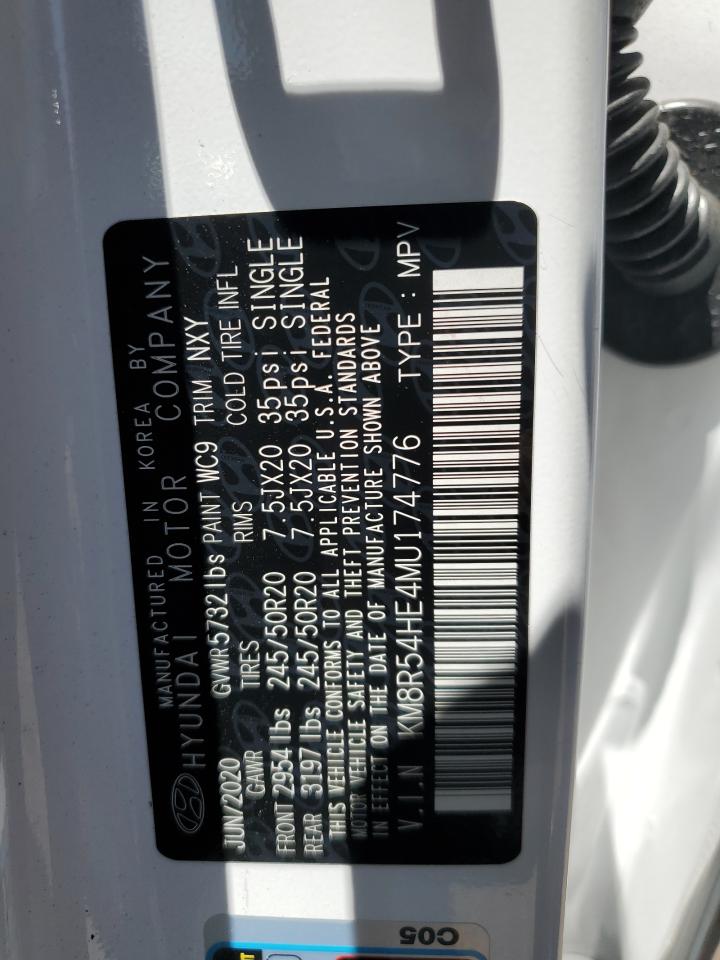 MANUFACTURED IN KOREA BY
HYUNDAI MOTOR COMPANY
JUN/2020 GVWR 5732 lbs PAINT WC9 TRIM NXY
GAWR TIRES RIMS COLD TIRE INFL
FRONT 2954 lbs 245/50R20 7.5JX20 35psi SINGLE
REAR 3197 lbs 245/50R20 7.5JX20 35psi SINGLE
THIS VEHICLE CONFORMS TO ALL APPLICABLE U.S.A. FEDERAL
MOTOR VEHICLE SAFETY AND THEFT PREVENTION STANDARDS
IN EFFECT ON THE DATE OF MANUFACTURE SHOWN ABOVE
V.I.N KM8R54HE4MU174776 TYPE : MPV
C05